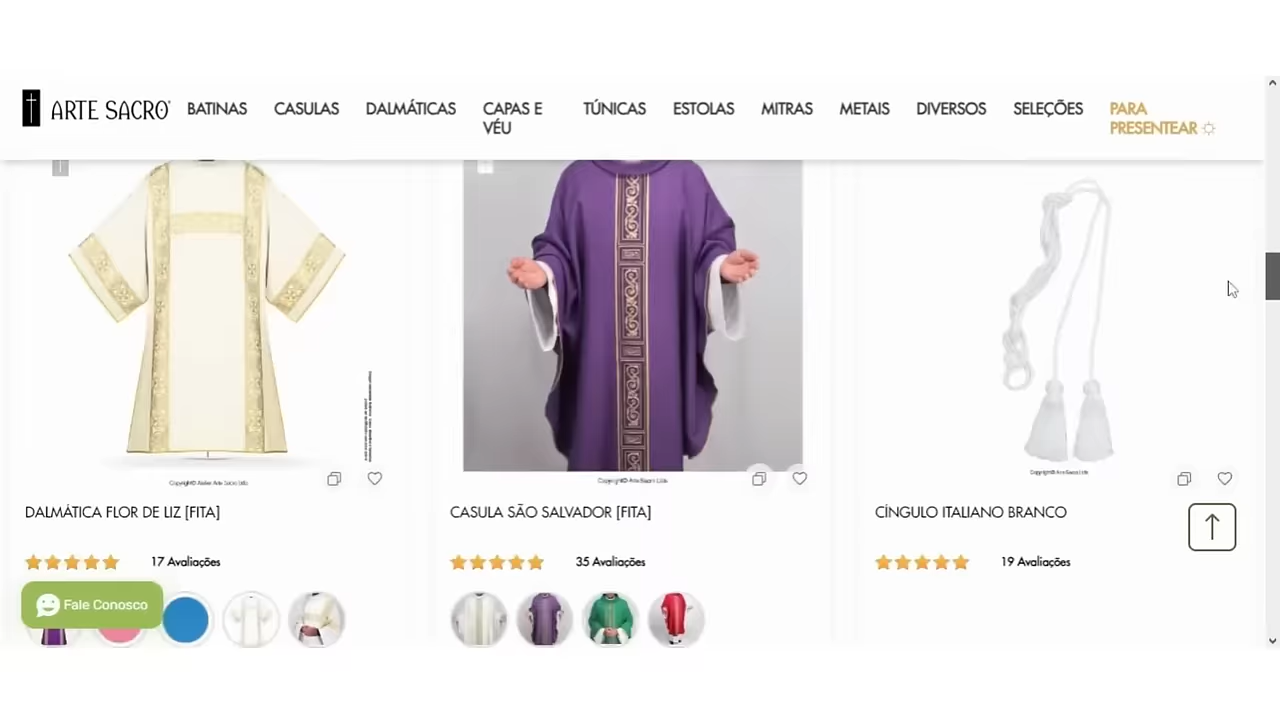 ARTE SACRO
BATINAS
CASULAS
DALMÁTICAS
CAPAS E
VÉU
TÚNICAS
ESTOLAS
MITRAS
METAIS
DIVERSOS
SELEÇÕES
PARA
PRESENTEAR
DALMÁTICA FLOR DE LIZ [FITA]
CASULA SÃO SALVADOR [FITA]
CÍNGULO ITALIANO BRANCO
17 Avaliações
35 Avaliações
19 Avaliações
Fale Conosco